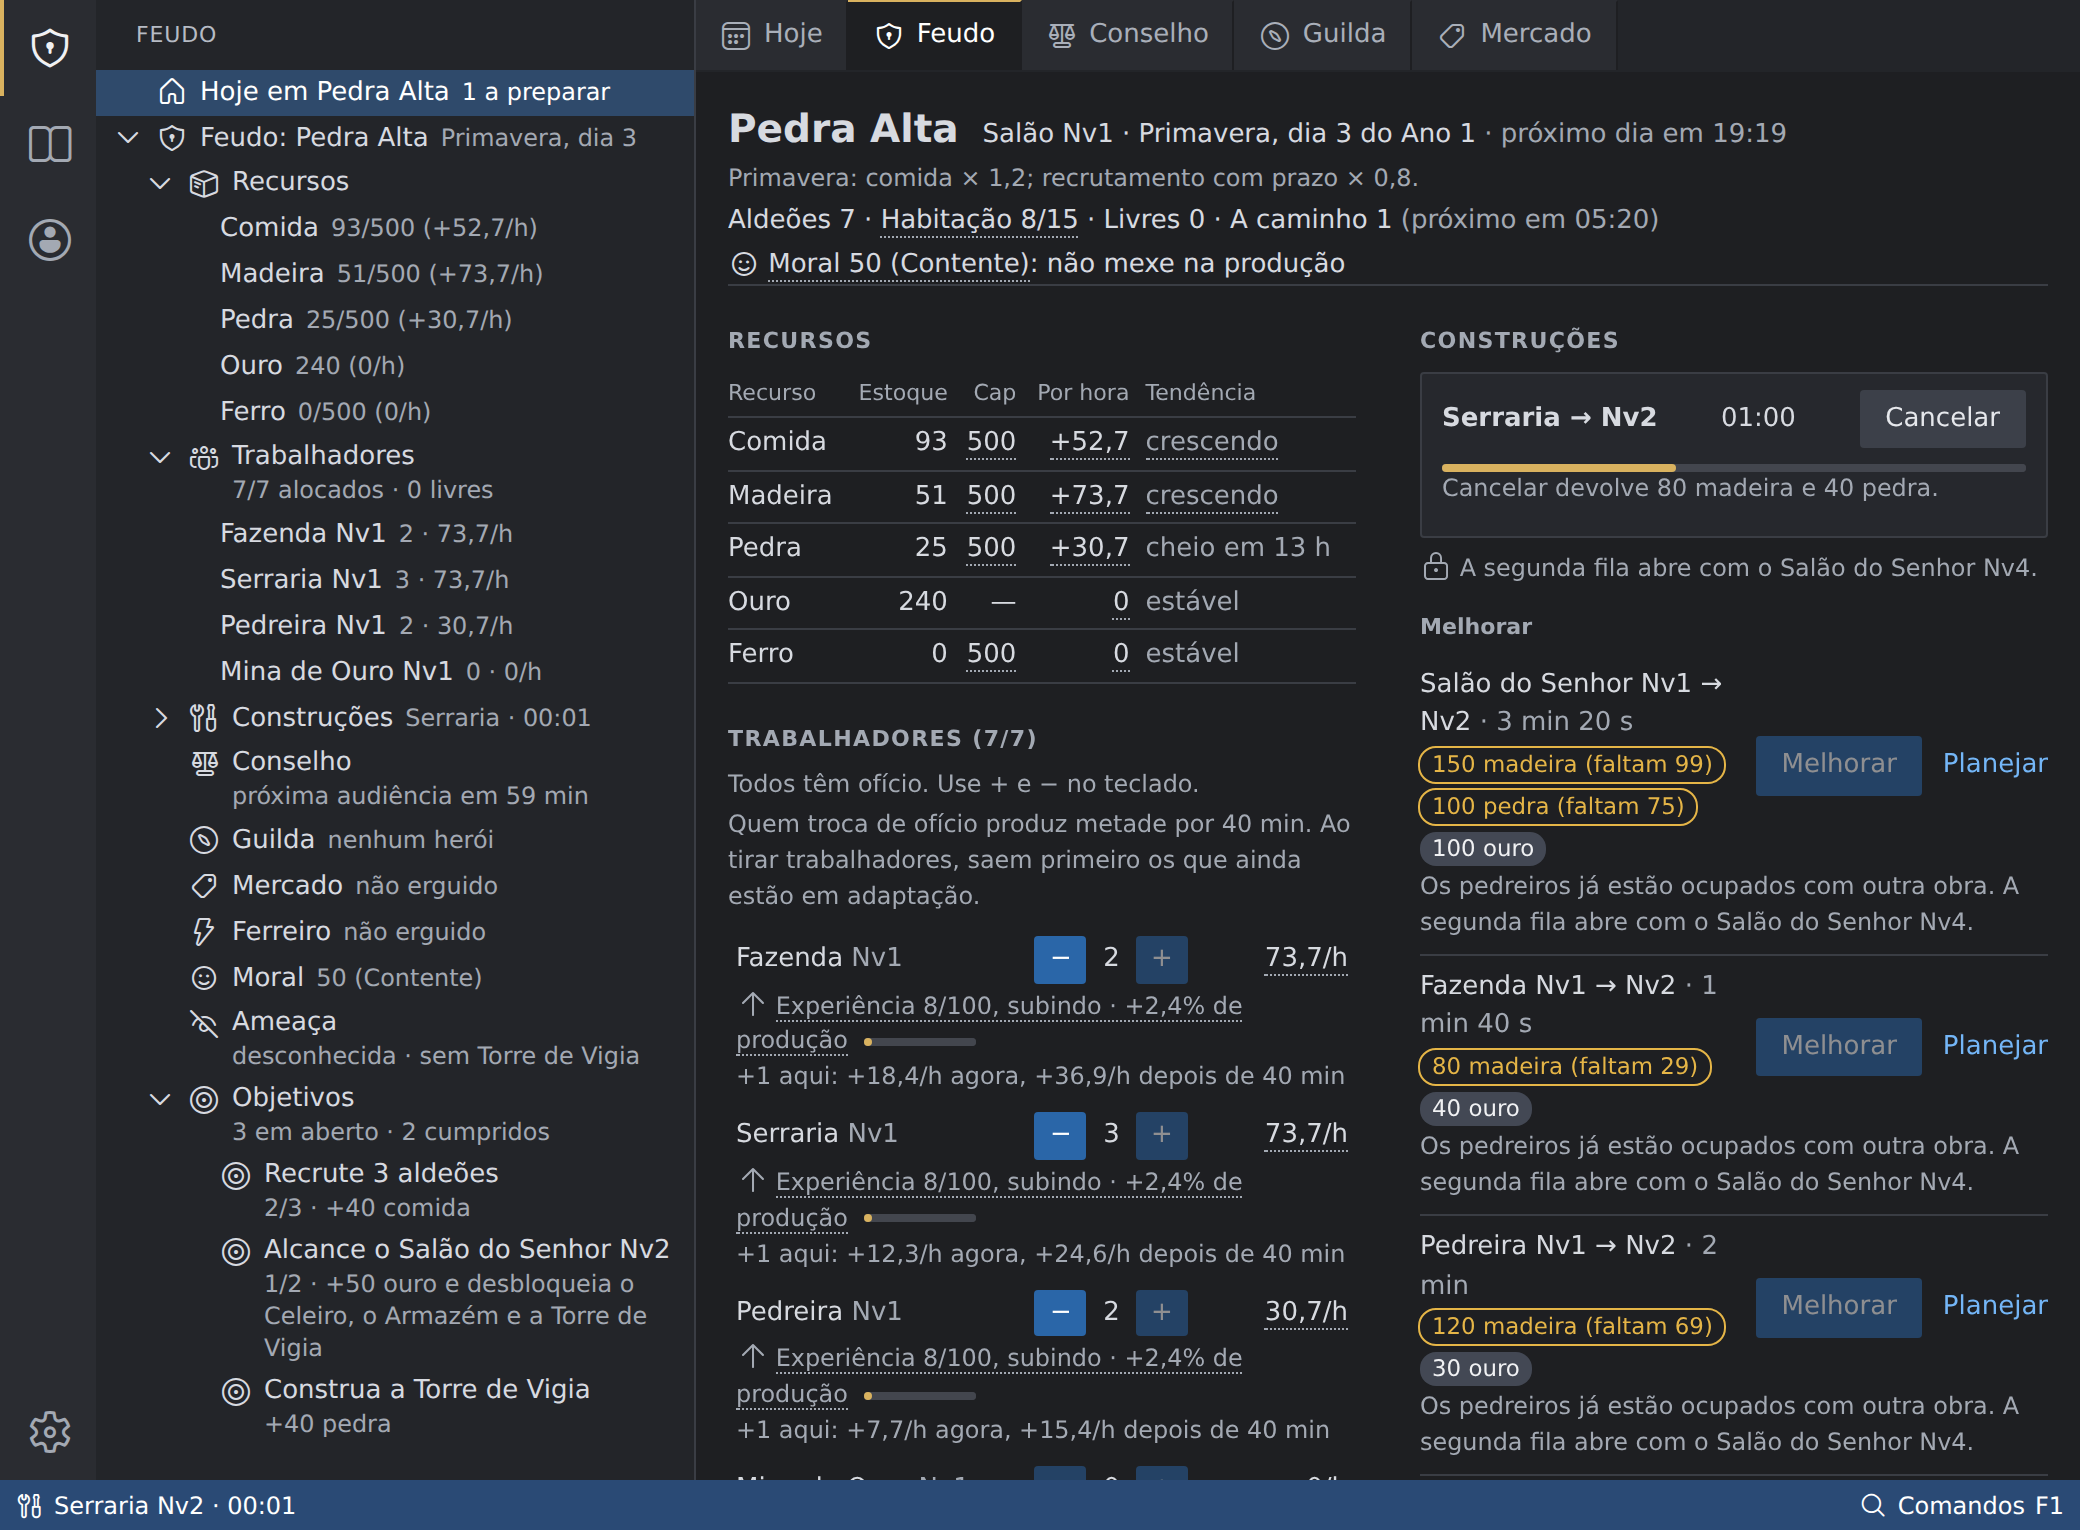 FEUDO
Hoje em Pedra Alta 1 a preparar
Feudo: Pedra Alta Primavera, dia 3
Recursos
Comida 93/500 (+52,7/h)
Madeira 51/500 (+73,7/h)
Pedra 25/500 (+30,7/h)
Ouro 240 (0/h)
Ferro 0/500 (0/h)
Trabalhadores
7/7 alocados · 0 livres
Fazenda Nv1 2 · 73,7/h
Serraria Nv1 3 · 73,7/h
Pedreira Nv1 2 · 30,7/h
Mina de Ouro Nv1 0 · 0/h
Construções Serraria · 00:01
Conselho
próxima audiência em 59 min
Guilda nenhum herói
Mercado não erguido
Ferreiro não erguido
Moral 50 (Contente)
Ameaça
desconhecida · sem Torre de Vigia
Objetivos
3 em aberto · 2 cumpridos
Recrute 3 aldeões
2/3 · +40 comida
Alcance o Salão do Senhor Nv2
1/2 · +50 ouro e desbloqueia o
Celeiro, o Armazém e a Torre de
Vigia
Construa a Torre de Vigia
+40 pedra
Hoje Feudo Conselho Guilda Mercado
Pedra Alta Salão Nv1 · Primavera, dia 3 do Ano 1 · próximo dia em 19:19
Primavera: comida × 1,2; recrutamento com prazo × 0,8.
Aldeões 7 · Habitação 8/15 · Livres 0 · A caminho 1 (próximo em 05:20)
Moral 50 (Contente): não mexe na produção
RECURSOS
Recurso Estoque Cap Por hora Tendência
Comida 93 500 +52,7 crescendo
Madeira 51 500 +73,7 crescendo
Pedra 25 500 +30,7 cheio em 13 h
Ouro 240 — 0 estável
Ferro 0 500 0 estável
TRABALHADORES (7/7)
Todos têm ofício. Use + e − no teclado.
Quem troca de ofício produz metade por 40 min. Ao
tirar trabalhadores, saem primeiro os que ainda
estão em adaptação.
Fazenda Nv1 − 2 + 73,7/h
Experiência 8/100, subindo · +2,4% de
produção
+1 aqui: +18,4/h agora, +36,9/h depois de 40 min
Serraria Nv1 − 3 + 73,7/h
Experiência 8/100, subindo · +2,4% de
produção
+1 aqui: +12,3/h agora, +24,6/h depois de 40 min
Pedreira Nv1 − 2 + 30,7/h
Experiência 8/100, subindo · +2,4% de
produção
+1 aqui: +7,7/h agora, +15,4/h depois de 40 min
CONSTRUÇÕES
Serraria → Nv2 01:00 Cancelar
Cancelar devolve 80 madeira e 40 pedra.
A segunda fila abre com o Salão do Senhor Nv4.
Melhorar
Salão do Senhor Nv1 →
Nv2 · 3 min 20 s
150 madeira (faltam 99)
100 pedra (faltam 75)
100 ouro
Melhorar Planejar
Os pedreiros já estão ocupados com outra obra. A
segunda fila abre com o Salão do Senhor Nv4.
Fazenda Nv1 → Nv2 · 1
min 40 s
80 madeira (faltam 29)
40 ouro
Melhorar Planejar
Os pedreiros já estão ocupados com outra obra. A
segunda fila abre com o Salão do Senhor Nv4.
Pedreira Nv1 → Nv2 · 2
min
120 madeira (faltam 69)
30 ouro
Melhorar Planejar
Os pedreiros já estão ocupados com outra obra. A
segunda fila abre com o Salão do Senhor Nv4.
Serraria Nv2 · 00:01
Comandos F1